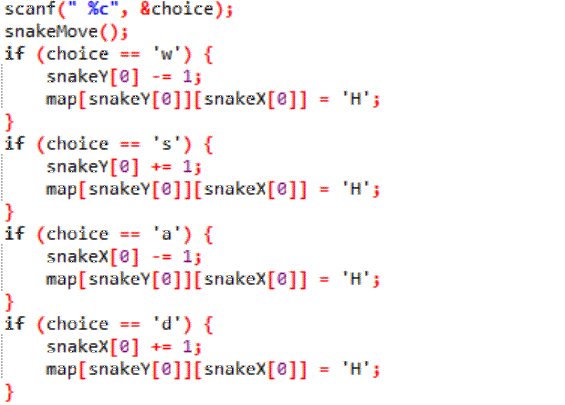 scanf(" %c", &choice);
snakeMove();
if (choice == 'w') {
    snakeY[0] -= 1;
    map[snakeY[0]][snakeX[0]] = 'H';
}
if (choice == 's') {
    snakeY[0] += 1;
    map[snakeY[0]][snakeX[0]] = 'H';
}
if (choice == 'a') {
    snakeX[0] -= 1;
    map[snakeY[0]][snakeX[0]] = 'H';
}
if (choice == 'd') {
    snakeX[0] += 1;
    map[snakeY[0]][snakeX[0]] = 'H';
}